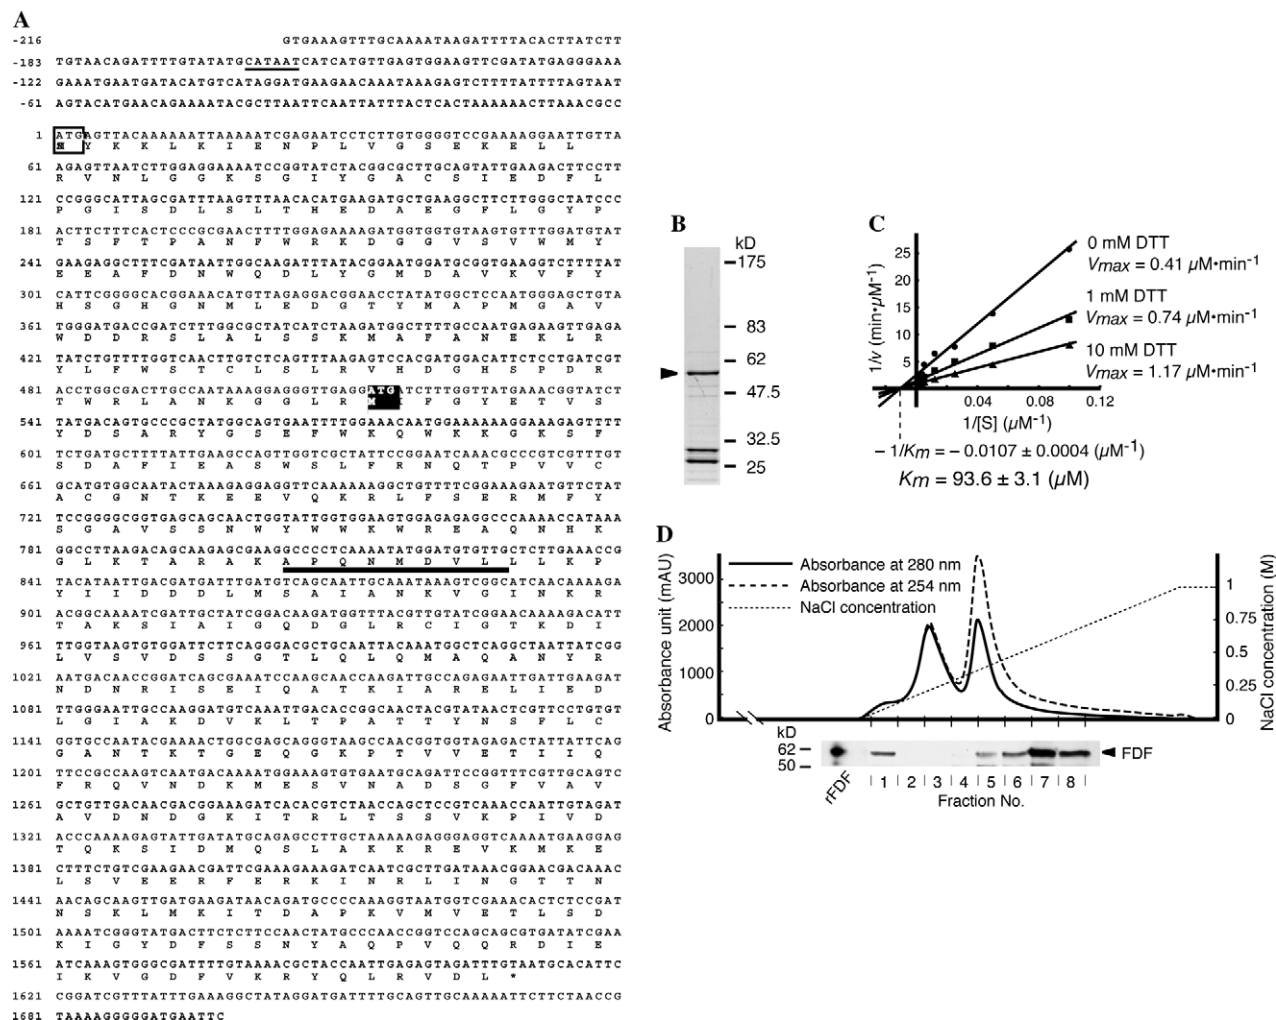 A
-216 GTGAAAGTTTGCAAAATAAGATTTTACACTTATCTT
-183 TGTAACAGATTTTGTATATGCATAATCATCATGTTGAGTGGAAGTTCGATATGAGGGAAA
-122 GAAATGAATGATACATGTCATAGGATGAAGAACAAATAAAGAGTCTTTTATTTTAGTAAT
-61 AGTACATGAACAGAAAATACGCTTAATTCAATTATTTACTCACTAAAAAACTTAAACGCC
1 ATGAGTTACAAAAAATTAAAAATCGAGAATCCTCTTGTGGGGTCCGAAAAGGAATTGTTA
Y K K L K I E N P L V G S E K E L L
61 AGAGTTAATCTTGGAGGAAAATCCGGTATCTACGGCGCTTGCAGTATTGAAGACTTCCTT
R V N L G G K S G I Y G A C S I E D F L
121 CCGGGCATTAGCGATTTAAGTTTAACACATGAAGATGCTGAAGGCTTCTTGGGCTATCCC
P G I S D L S L T H E D A E G F L G Y P
181 ACTTCTTTCACTCCCGCGAACTTTTGGAGAAAAGATGGGGTGTAAGTGTTTGGATGTAT
T S F T P A N F W R K D G G V S V W M Y
241 GAAGAGGCTTTCGATAATTGGCAAGATTTATACGGAATGGATGCGGTGAAGGTCTTTTAT
E E A F D N W Q D L Y G M D A V K V F Y
301 CATTCGGGGCACGGAAACATGTTAGAGGACGGAACCTATATGGCTCCAATGGGAGCTGTA
H S G H G N M L E D G T Y M A P M G A V
361 TGGGATGACCGATCTTTGGCGCTATCATCTAAGATGGCTTTTGCCAATGAGAAGTTGAGA
W D D R S L A L S S K M A F A N E K L R
421 TATCTGTTTTGGTCAACTTGTCTCAGTTTAAGAGTCCACGATGGACATTCTCCTGATCGT
Y L F W S T C L S L R V H D G H S P D R
481 ACCTGGCGACTTGCCAATAAAGGAGGGTTGAGGATGATCTTTGGTTATGAAACGGTATCT
T W R L A N K G G L R M I F G Y E T V S
541 TATGACAGTGCCCGCTATGGCAGTGAATTTTGGAAACAATGGAAAAAAGGAAAGAGTTTT
Y D S A R Y G S E F W K Q W K K G K S F
601 TCTGATGCTTTTATTGAAGCCAGTTGGTCGCTATTCCGGAATCAAACGCCCGTCGTTTGT
S D A F I E A S W S L F R N Q T P V V C
661 GCATGTGGCAATACTAAAGAGGAGGTTCAAAAAAGGCTGTTTTCGGAAAGAATGTTCTAT
A C G N T K E E V Q K R L F S E R M F Y
721 TCCGGGGCGGTGAGCAGCAACTGGTATTGGTGGAAGTGGAGAGAGGCCCAAAACCATAAA
S G A V S S N W Y W W K W R E A Q N H K
781 GGCCTTAAGACAGCAAGAGCGAAGGCCCCTCAAAATATGGATGTGTTGCTCTTGAAACCG
G L K T A R A K A P Q N M D V L L L K P
841 TACATAATTGACGATGATTTGATGTCAGCAATTGCAAATAAAGTCGGCATCAACAAAAGA
Y I I D D D L M S A I A N K V G I N K R
901 ACGGCAAAATCGATTGCTATCGGACAAGATGGTTTACGTTGTATCGGAACAAAAGACATT
T A K S I A I G Q D G L R C I G T K D I
961 TTGGTAAGTGTGGATTCTTCAGGGACGCTGCAATTACAAATGGCTCAGGCTAATTATCGG
L V S V D S S G T L Q L Q M A Q A N Y R
1021 AATGACAACCGGATCAGCGAAATCCAAGCAACCAAGATTGCCAGAGAATTGATTGAAGAT
N D N R I S E I Q A T K I A R E L I E D
1081 TTGGGAATTGCCAAGGATGTCAAATTGACACCGGCAACTACGTATAACTCGTTCCTGTGT
L G I A K D V K L T P A T T Y N S F L C
1141 GGTGCCAATACGAAAACTGGCGAGCAGGGTAAGCCAACGGTGGTAGAGACTATTATTCAG
G A N T K T G E Q G K P T V V E T I I Q
1201 TTCCGCCAAGTCAATGACAAAATGGAAAGTGTGAATGCAGATTCCGGTTTCGTTGCAGTC
F R Q V N D K M E S V N A D S G F V A V
1261 GCTGTTGACAACGACGGAAAGATCACACGTCTAACCAGCTCCGTCAAACCAATTGTAGAT
A V D N D G K I T R L T S S V K P I V D
1321 ACCCAAAAGAGTATTGATATGCAGAGCCTTGCTAAAAAGAGGGAGGTCAAAATGAAGGAG
T Q K S I D M Q S L A K K R E V K M K E
1381 CTTTCTGTCGAAGAACGATTCGAAAGAAAGATCAATCGCTTGATAAACGGAACGACAAAC
L S V E E R F E R K I N R L I N G T T N
1441 AACAGCAAGTTGATGAAGATAACAGATGCCCCAAAGGTAATGGTCGAAACACTCTCCGAT
N S K L M K I T D A P K V M V E T L S D
1501 AAAATCGGGTATGACTTCTCTTCCAACTATGCCCAACCGGTCCAGCAGCGTGATATCGAA
K I G Y D F S S N Y A Q P V Q Q R D I E
1561 ATCAAAGTGGGCGATTTTGTAAAACGCTACCAATTGAGAGTAGATTTGTAATGCACATTC
I K V G D F V K R Y Q L R V D L *
1621 CGGATCGTTTATTTGAAAGGCTATAGGATGATTTTGCAGTTGCAAAAATTCTTCTAACCG
1681 TAAAAGGGGGATGAATTC
B
kD
175
83
62
47.5
32.5
25
C
1/v (min•µM-1)
25
20
15
10
5
0.04 0.08 0.12
1/[S] (µM-1)
0 mM DTT
Vmax = 0.41 µM•min-1
1 mM DTT
Vmax = 0.74 µM•min-1
10 mM DTT
Vmax = 1.17 µM•min-1
– 1/Km = – 0.0107 ± 0.0004 (µM-1)
Km = 93.6 ± 3.1 (µM)
D
Absorbance unit (mAU)
3000
2000
1000
0
Absorbance at 280 nm
Absorbance at 254 nm
NaCl concentration
1
0.75
0.5
0.25
0
NaCl concentration (M)
kD
62
50
FDF
rFDF
1 2 3 4 5 6 7 8
Fraction No.